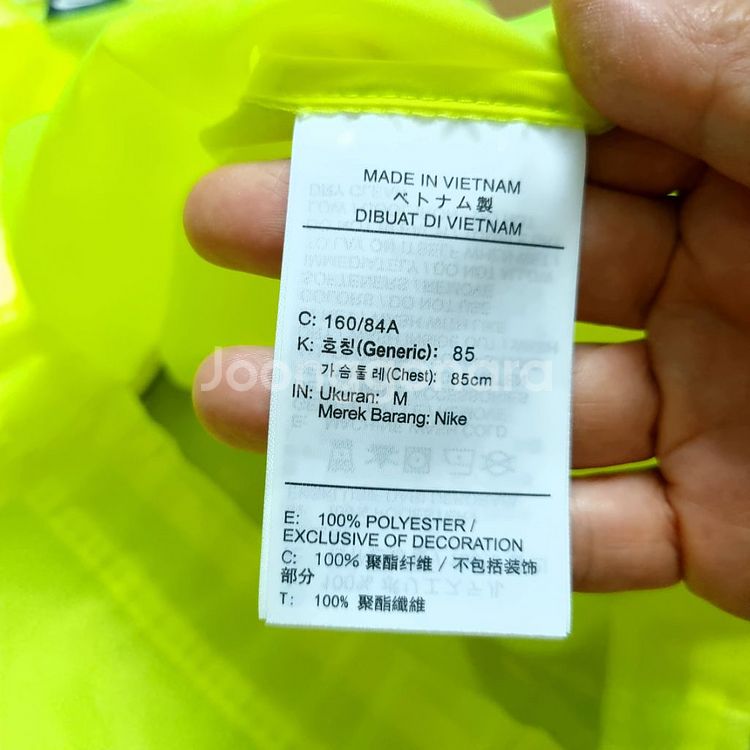 MADE IN VIETNAM
ベトナム製
DIBUAT DI VIETNAM
C: 160/84A
K: 호칭(Generic): 85
가슴둘레(Chest): 85cm
Joonggonara
IN: Ukuran: M
Merek Barang: Nike
E: 100% POLYESTER /
EXCLUSIVE OF DECORATION
C: 100% 聚酯纤维 / 不包括装饰
部分
T: 100% 聚酯纖維